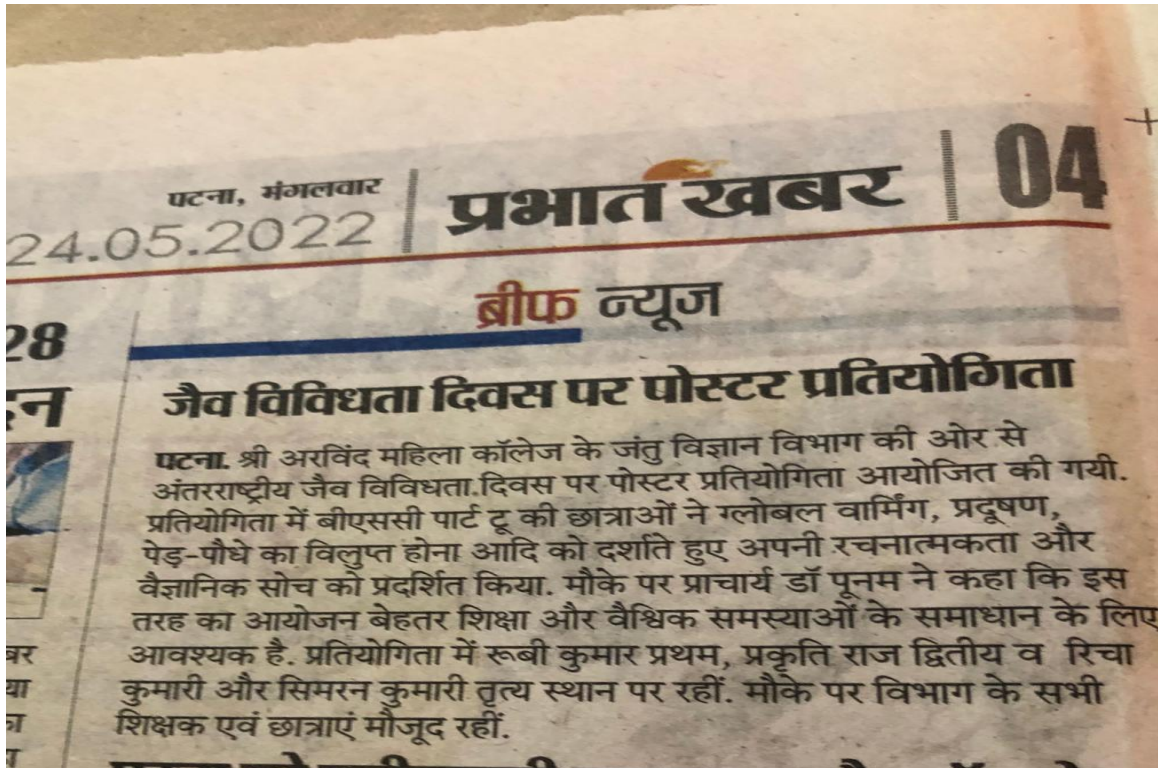 पटना, मंगलवार
24.05.2022
प्रभात खबर
04
ब्रीफ न्यूज
28
जैव विविधता दिवस पर पोस्टर प्रतियोगिता
पटना. श्री अरविंद महिला कॉलेज के जंतु विज्ञान विभाग की ओर से
अंतरराष्ट्रीय जैव विविधता दिवस पर पोस्टर प्रतियोगिता आयोजित की गयी.
प्रतियोगिता में बीएससी पार्ट टू की छात्राओं ने ग्लोबल वार्मिंग, प्रदूषण,
पेड़-पौधे का विलुप्त होना आदि को दर्शाते हुए अपनी रचनात्मकता और
वैज्ञानिक सोच को प्रदर्शित किया. मौके पर प्राचार्य डॉ पूनम ने कहा कि इस
तरह का आयोजन बेहतर शिक्षा और वैश्विक समस्याओं के समाधान के लिए
आवश्यक है. प्रतियोगिता में रूबी कुमार प्रथम, प्रकृति राज द्वितीय व रिचा
कुमारी और सिमरन कुमारी तृत्य स्थान पर रहीं. मौके पर विभाग के सभी
शिक्षक एवं छात्राएं मौजूद रहीं.